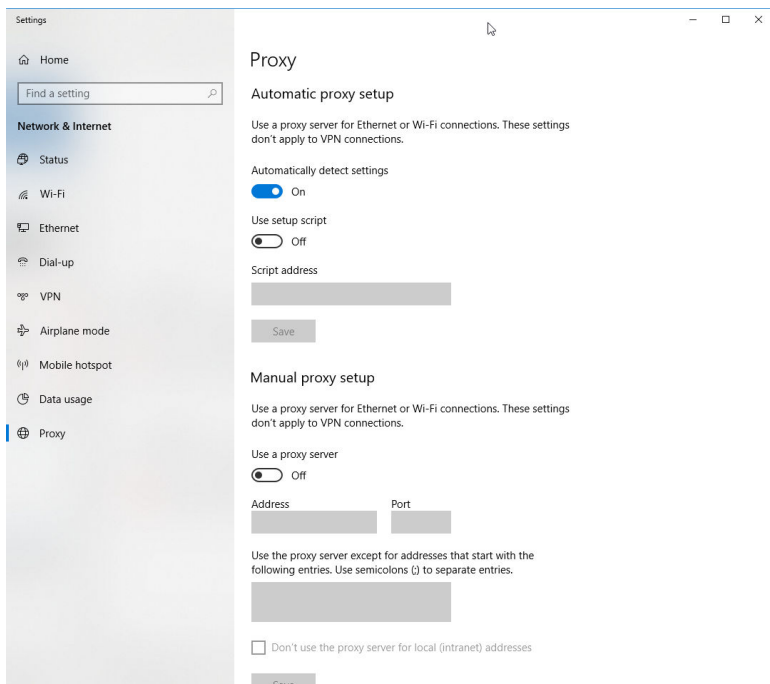 Settings
Home
Find a setting
Network & Internet
Status
Wi-Fi
Ethernet
Dial-up
VPN
Airplane mode
Mobile hotspot
Data usage
Proxy
Proxy
Automatic proxy setup
Use a proxy server for Ethernet or Wi-Fi connections. These settings
don't apply to VPN connections.
Automatically detect settings
On
Use setup script
Off
Script address
Save
Manual proxy setup
Use a proxy server for Ethernet or Wi-Fi connections. These settings
don't apply to VPN connections.
Use a proxy server
Off
Address Port
Use the proxy server except for addresses that start with the
following entries. Use semicolons (;) to separate entries.
Don't use the proxy server for local (intranet) addresses
Save